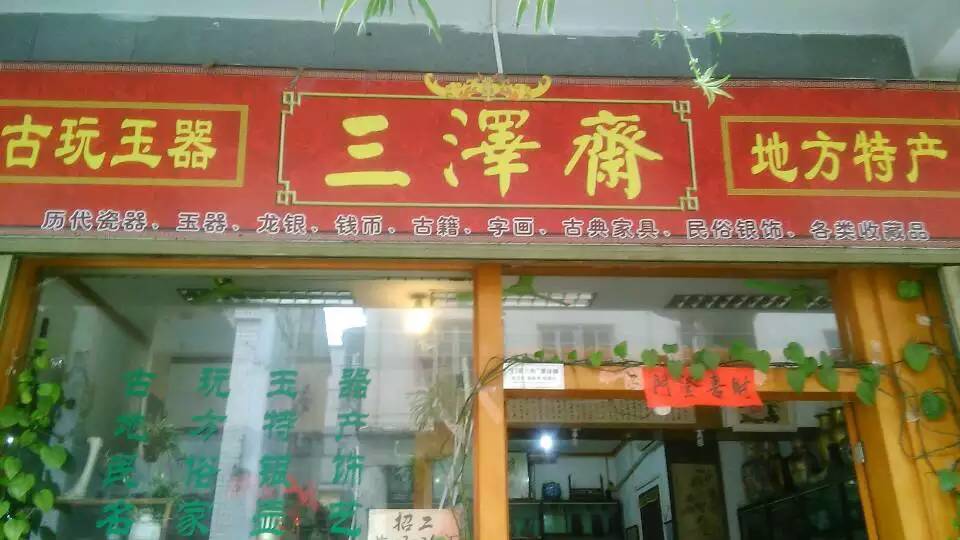 古玩玉器
三澤齋
地方特产
历代瓷器、玉器、龙银、钱币、古籍、字画、古典家具、民俗银饰、各类收藏品
古玩玉器
地方特产
民俗银饰
招工